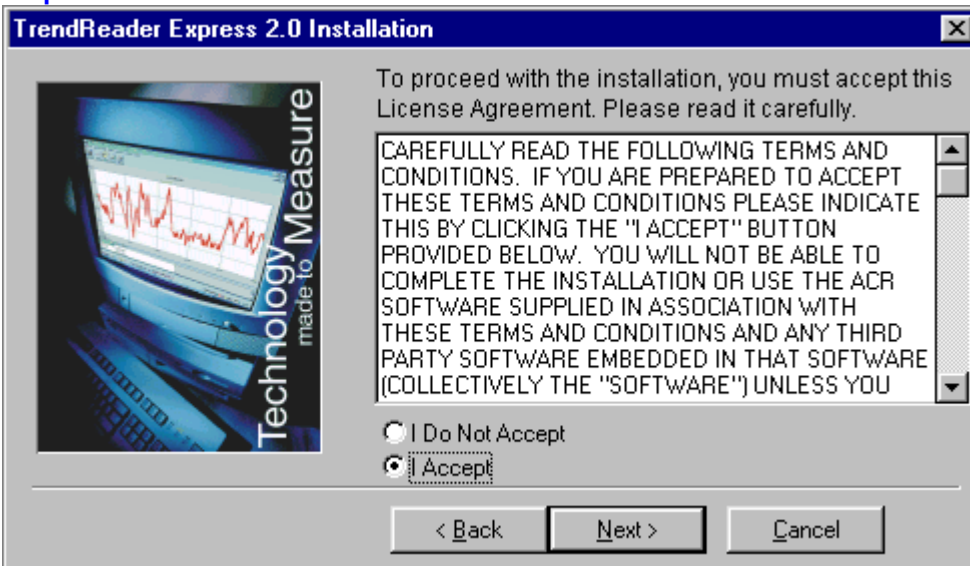 TrendReader Express 2.0 Installation
Technology
made to Measure
To proceed with the installation, you must accept this
License Agreement. Please read it carefully.
CAREFULLY READ THE FOLLOWING TERMS AND
CONDITIONS.  IF YOU ARE PREPARED TO ACCEPT
THESE TERMS AND CONDITIONS PLEASE INDICATE
THIS BY CLICKING THE "I ACCEPT" BUTTON
PROVIDED BELOW.  YOU WILL NOT BE ABLE TO
COMPLETE THE INSTALLATION OR USE THE ACR
SOFTWARE SUPPLIED IN ASSOCIATION WITH
THESE TERMS AND CONDITIONS AND ANY THIRD
PARTY SOFTWARE EMBEDDED IN THAT SOFTWARE
(COLLECTIVELY THE "SOFTWARE") UNLESS YOU
I Do Not Accept
I Accept
< Back
Next >
Cancel